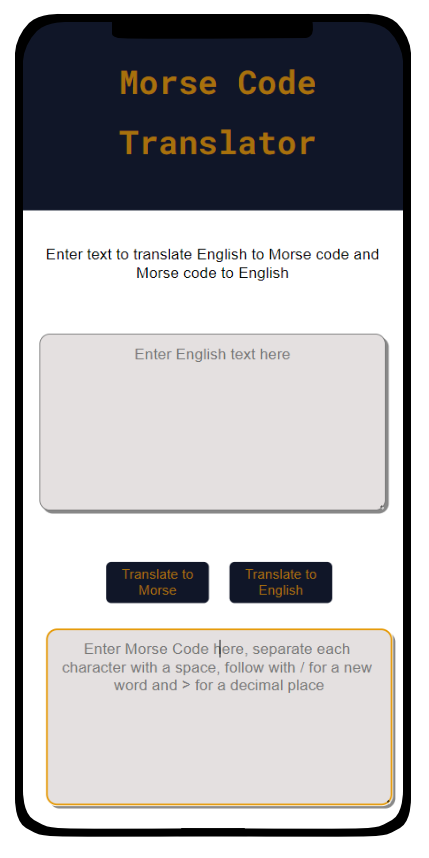 Morse Code
Translator
Enter text to translate English to Morse code and
Morse code to English
Enter English text here
Translate to
Morse
Translate to
English
Enter Morse Code here, separate each
character with a space, follow with / for a new
word and > for a decimal place